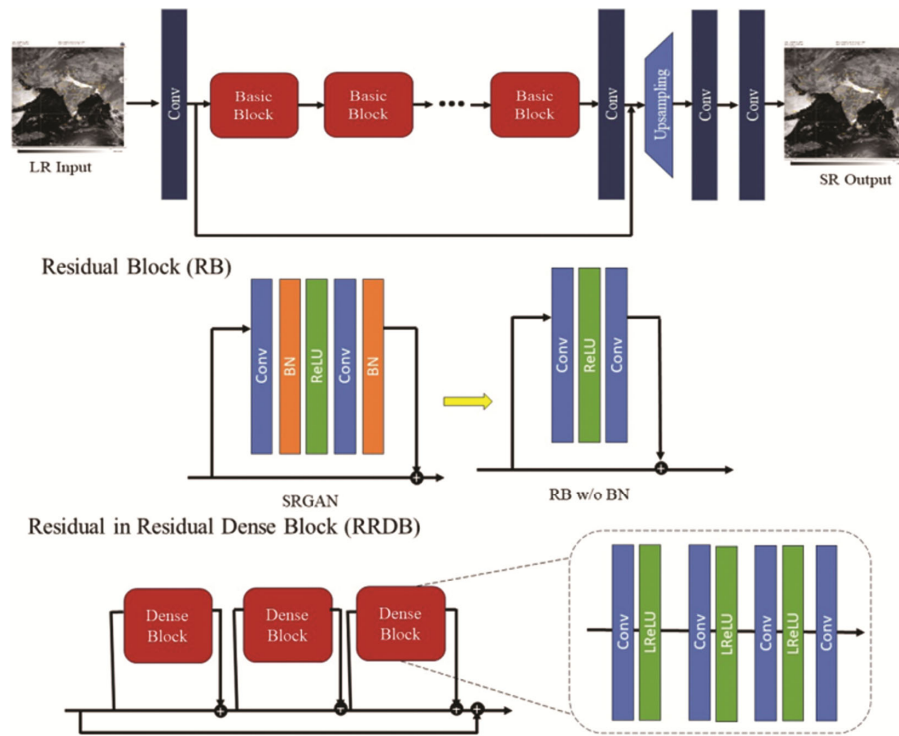 Conv
Basic
Block
Basic
Block
Basic
Block
Conv
Upsampling
Conv
Conv
LR Input
SR Output
Residual Block (RB)
Conv
BN
ReLU
Conv
BN
Conv
ReLU
Conv
SRGAN
RB w/o BN
Residual in Residual Dense Block (RRDB)
Dense
Block
Dense
Block
Dense
Block
Conv
LReLU
Conv
LReLU
Conv
LReLU
Conv